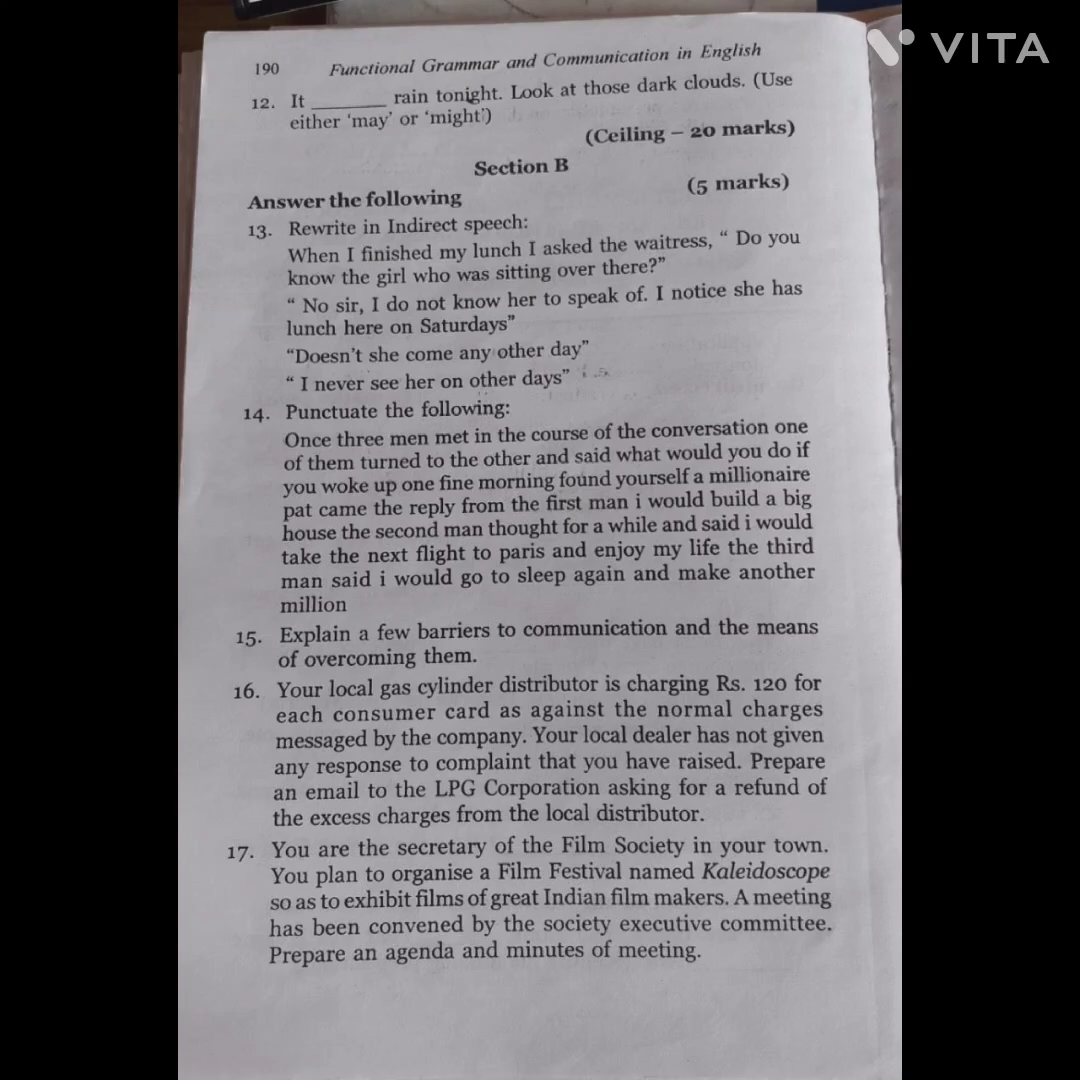 VITA
190 Functional Grammar and Communication in English
12. It ________ rain tonight. Look at those dark clouds. (Use
either ‘may’ or ‘might’)
(Ceiling – 20 marks)
Section B
Answer the following (5 marks)
13. Rewrite in Indirect speech:
When I finished my lunch I asked the waitress, “ Do you
know the girl who was sitting over there?”
“ No sir, I do not know her to speak of. I notice she has
lunch here on Saturdays”
“Doesn’t she come any other day”
“ I never see her on other days”
14. Punctuate the following:
Once three men met in the course of the conversation one
of them turned to the other and said what would you do if
you woke up one fine morning found yourself a millionaire
pat came the reply from the first man i would build a big
house the second man thought for a while and said i would
take the next flight to paris and enjoy my life the third
man said i would go to sleep again and make another
million
15. Explain a few barriers to communication and the means
of overcoming them.
16. Your local gas cylinder distributor is charging Rs. 120 for
each consumer card as against the normal charges
messaged by the company. Your local dealer has not given
any response to complaint that you have raised. Prepare
an email to the LPG Corporation asking for a refund of
the excess charges from the local distributor.
17. You are the secretary of the Film Society in your town.
You plan to organise a Film Festival named Kaleidoscope
so as to exhibit films of great Indian film makers. A meeting
has been convened by the society executive committee.
Prepare an agenda and minutes of meeting.